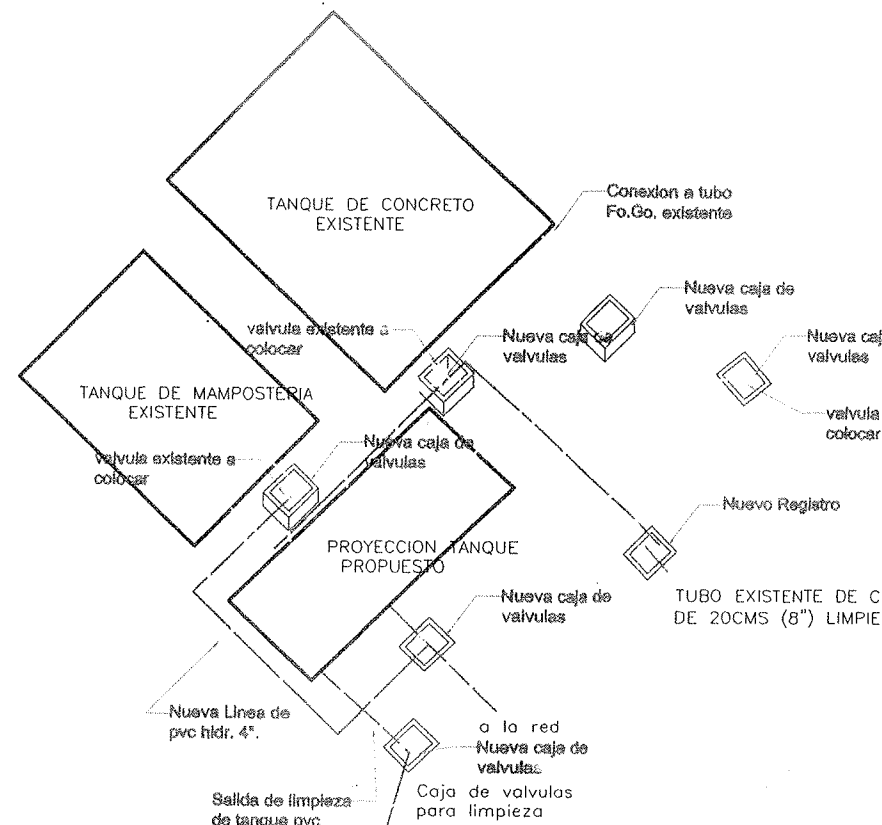 TANQUE DE CONCRETO
EXISTENTE
Conexion a tubo
Fo.Go. existente
Nueva caja de
valvulas
valvula existente a
colocar
Nueva caja de
valvulas
Nueva caj
valvulas
TANQUE DE MAMPOSTERIA
EXISTENTE
valvula
colocar
valvula existente a
colocar
Nueva caja de
valvulas
Nuevo Registro
PROYECCION TANQUE
PROPUESTO
Nueva caja de
valvulas
TUBO EXISTENTE DE C
DE 20CMS (8") LIMPIE
Nueva Linea de
pvc hidr. 4".
a la red
Nueva caja de
valvulas
Caja de valvulas
para limpieza
Salida de limpieza
de tanque pvc